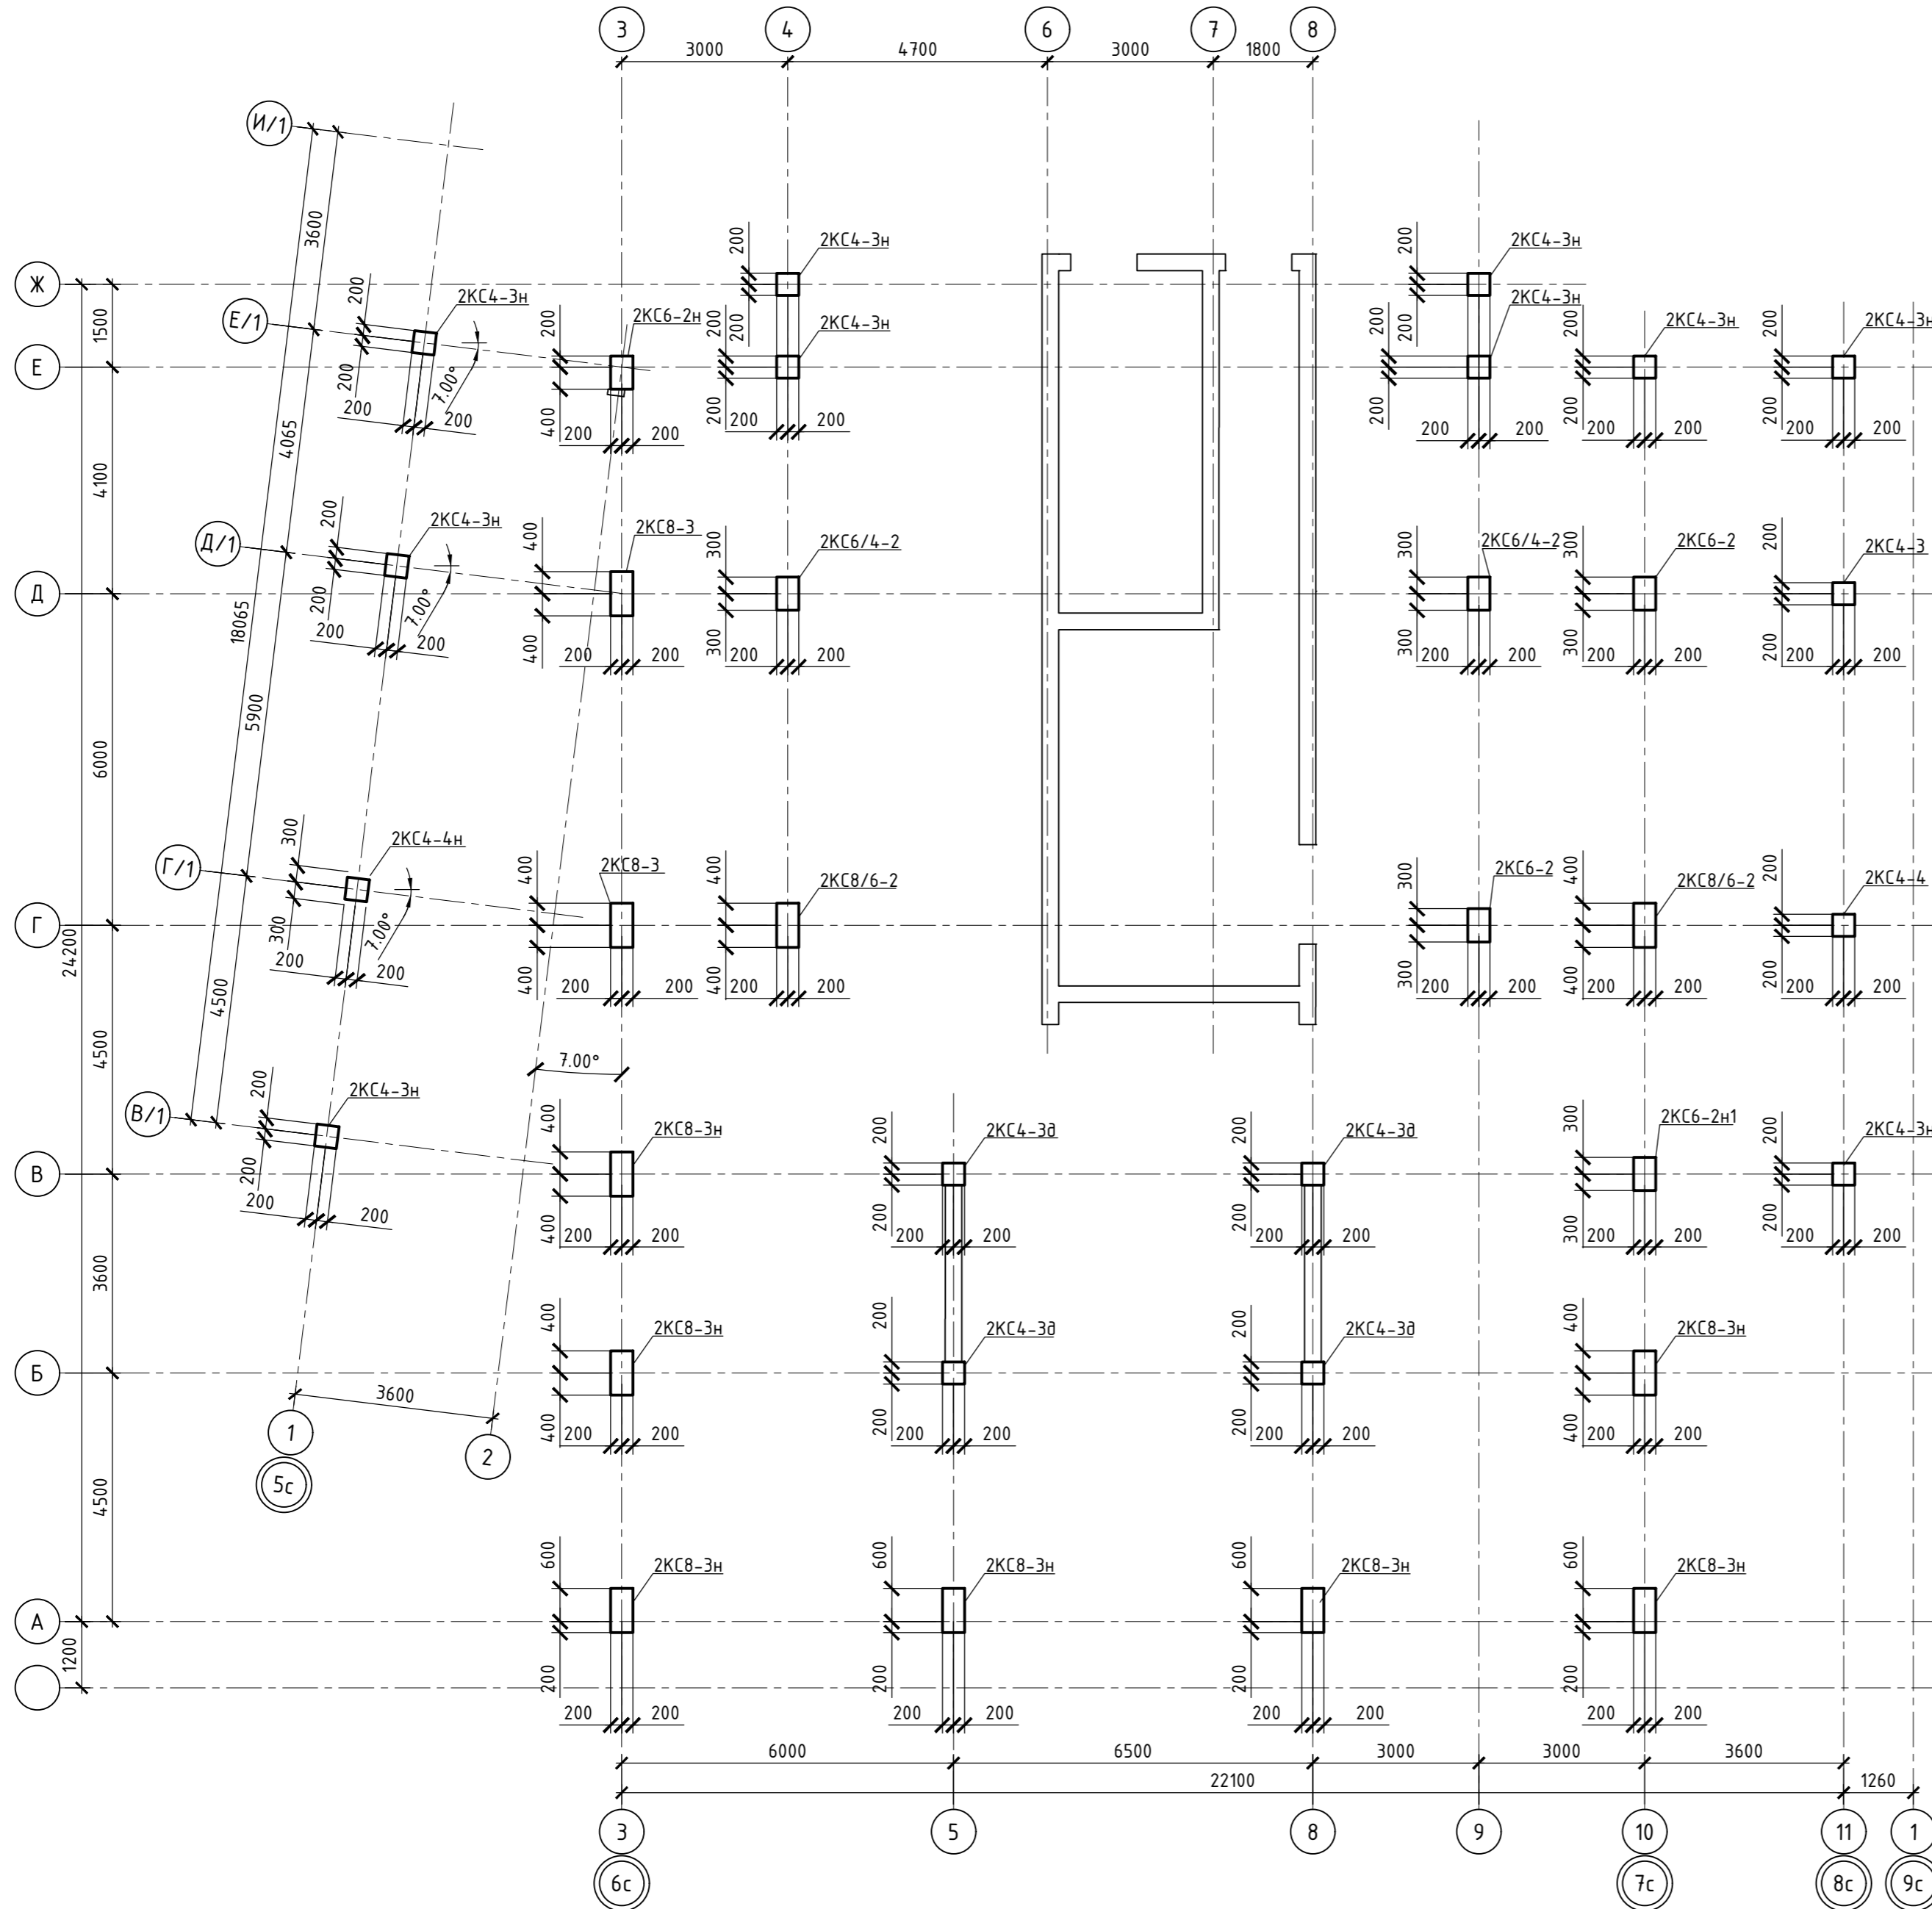 3 4 6 7 8
3000 4700 3000 1800
И/1
3600
200 2КС4-3н 200 2КС4-3н
Ж
200 2КС4-3н
Е/1
1500
200 200 2КС6-2н 200 200 2КС4-3н 200 200 2КС4-3н 200 2КС4-3н 200 2КС4-3н
Е
200 7.00° 400 200 200 200 200
200 200 200 200 200 200 200 200 200 200 200 200
4065
4100
200 2КС4-3н 400 2КС8-3 300 2КС6/4-2 300 2КС6/4-2 300 2КС6-2 200 2КС4-3
Д/1
Д
200 7.00° 400 300 300 300 200
200 200 200 200 200 200 200 200 200 200 200 200
18065
5900
6000
300 2КС4-4н 400 2КС8-3 400 2КС8/6-2 300 2КС6-2 400 2КС8/6-2 200 2КС4-4
Г/1
Г
24200
300 7.00° 400 400 300 400 200
200 200 200 200 200 200 200 200 200 200 200 200
4500
4500
7.00°
200 2КС4-3н 400 2КС8-3н 200 2КС4-3д 200 2КС4-3д 300 2КС6-2н1 200 2КС4-3н
В/1
В
200 400 200 200 300 200
200 200 200 200 200 200 200 200 200 200 200 200
3600
400 2КС8-3н 200 2КС4-3д 200 2КС4-3д 400 2КС8-3н
Б
400 200 200 400
200 200 200 200 200 200 200 200
3600
1 2
5с
4500
600 2КС8-3н 600 2КС8-3н 600 2КС8-3н 600 2КС8-3н
А
1200
200 200 200 200
200 200 200 200 200 200 200 200
6000 6500 3000 3000 3600
22100 1260
3 5 8 9 10 11 1
6с 7с 8с 9с